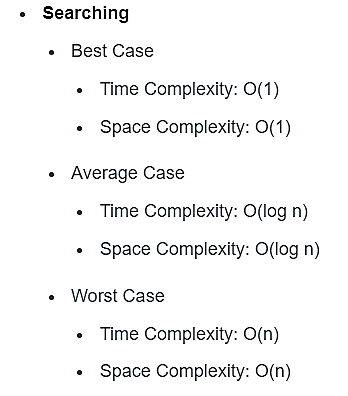 Searching
Best Case
Time Complexity: O(1)
Space Complexity: O(1)
Average Case
Time Complexity: O(log n)
Space Complexity: O(log n)
Worst Case
Time Complexity: O(n)
Space Complexity: O(n)